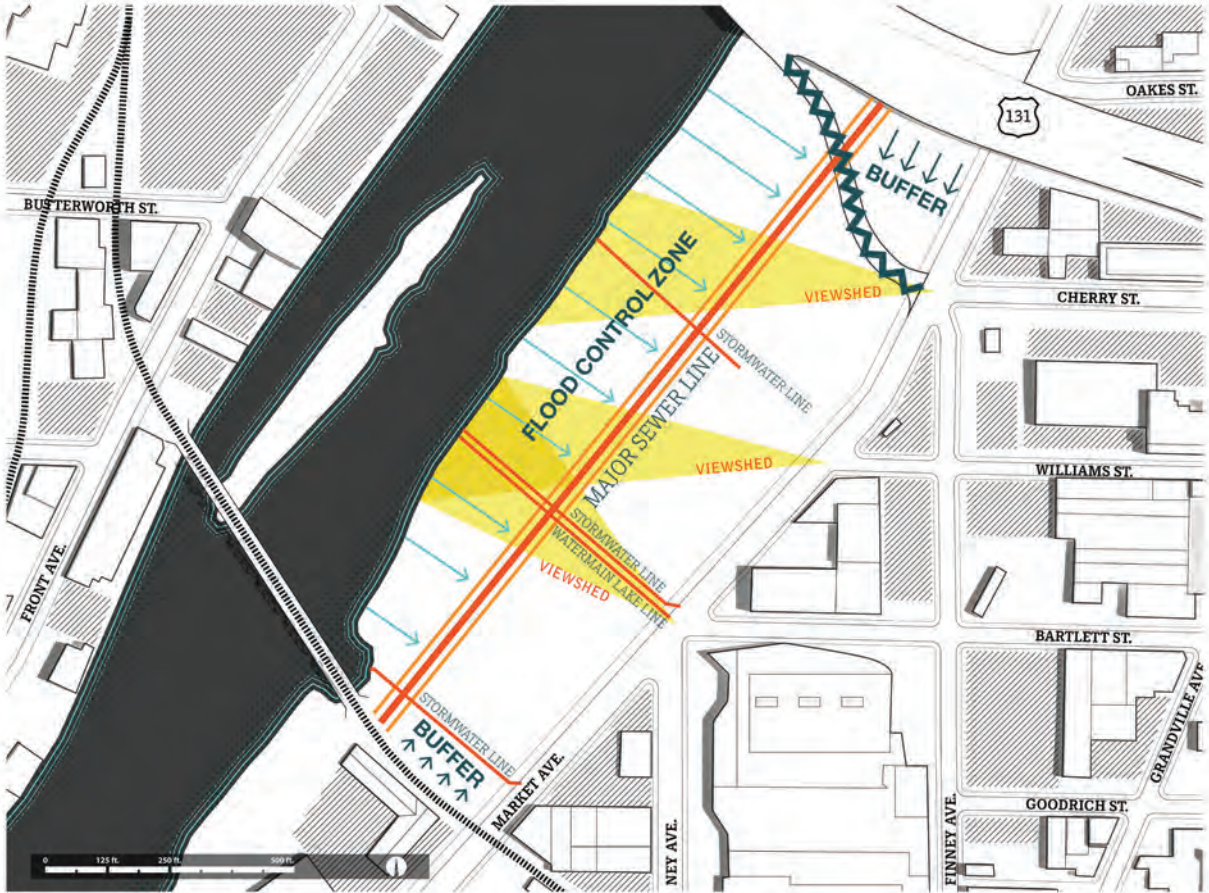 OAKES ST.
131
BUTTERWORTH ST.
BUFFER
FLOOD CONTROL ZONE
VIEWSHED
CHERRY ST.
STORMWATER LINE
MAJOR SEWER LINE
VIEWSHED
WILLIAMS ST.
STORMWATER LINE
WATERMAIN LAKE LINE
VIEWSHED
FRONT AVE.
BARTLETT ST.
STORMWATER LINE
BUFFER
MARKET AVE.
GRANDVILLE AVE.
GOODRICH ST.
NEY AVE.
FINNEY AVE.
0 125 ft. 250 ft. 500 ft.